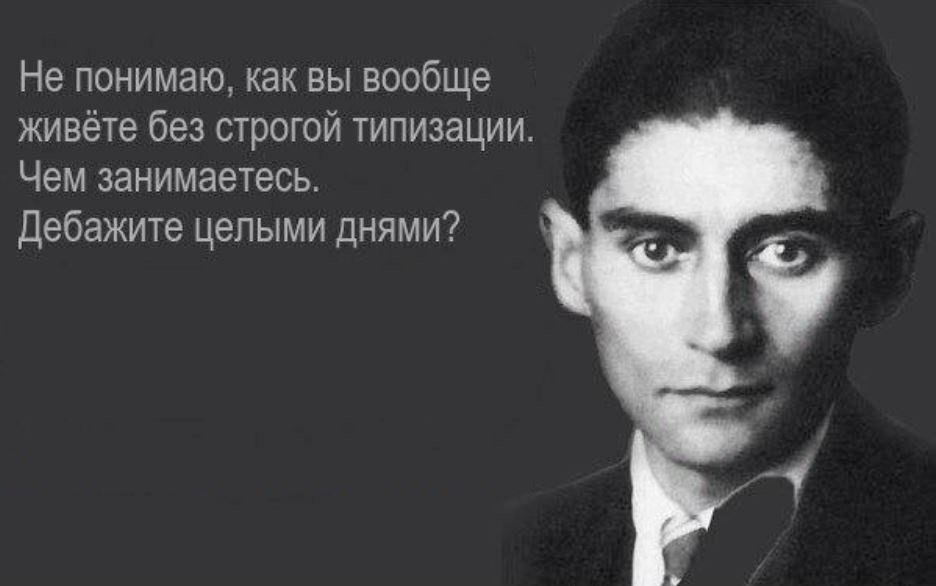 Не понимаю, как вы вообще
живёте без строгой типизации.
Чем занимаетесь.
Дебажите целыми днями?